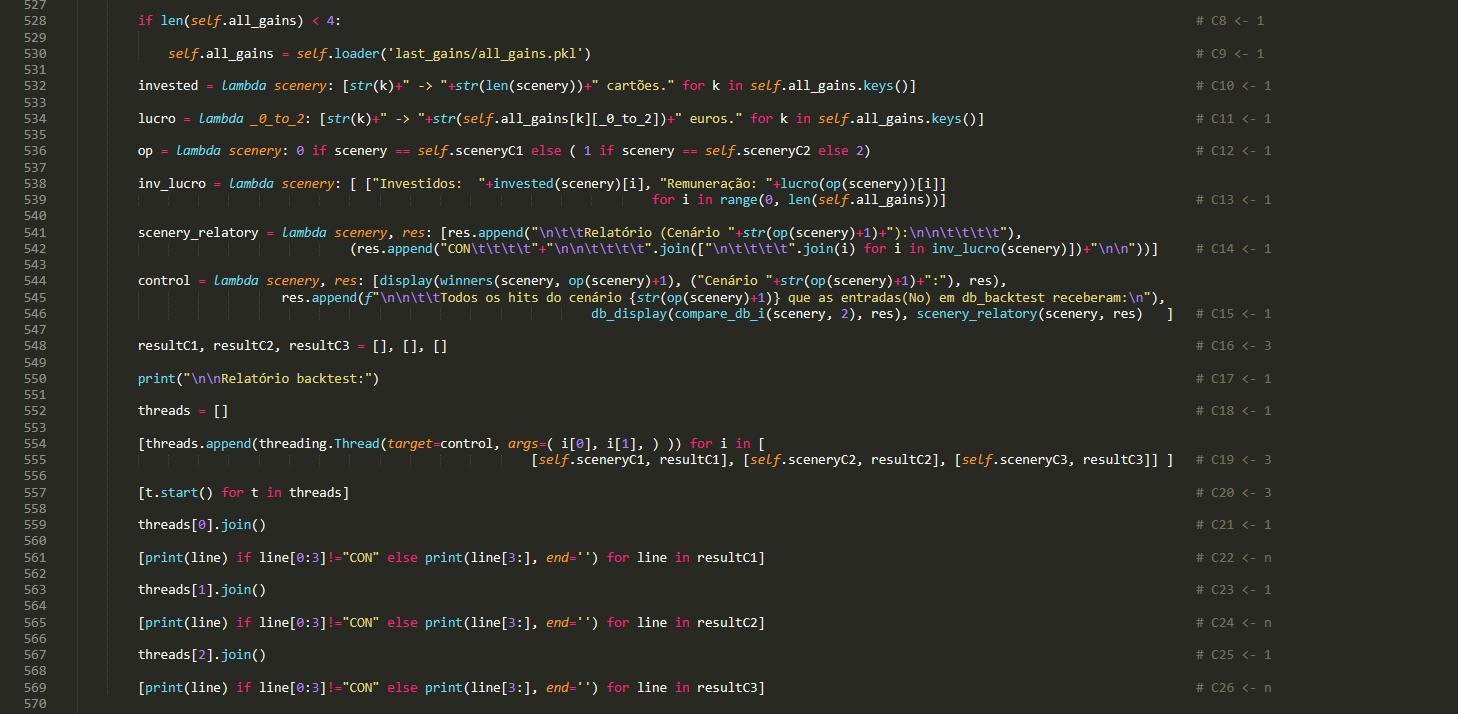 527
528 if len(self.all_gains) < 4: # C8 <- 1
529
530 self.all_gains = self.loader('last_gains/all_gains.pkl') # C9 <- 1
531
532 invested = lambda scenery: [str(k)+" -> "+str(len(scenery))+" cartões." for k in self.all_gains.keys()] # C10 <- 1
533
534 lucro = lambda _0_to_2: [str(k)+" -> "+str(self.all_gains[k][_0_to_2])+" euros." for k in self.all_gains.keys()] # C11 <- 1
535
536 op = lambda scenery: 0 if scenery == self.sceneryC1 else ( 1 if scenery == self.sceneryC2 else 2) # C12 <- 1
537
538 inv_lucro = lambda scenery: [ ["Investidos:  "+invested(scenery)[i], "Remuneração: "+lucro(op(scenery))[i]]
539 for i in range(0, len(self.all_gains))] # C13 <- 1
540
541 scenery_relatory = lambda scenery, res: [res.append("\n\t\tRelatório (Cenário "+str(op(scenery)+1)+"):\n\n\t\t\t\t"),
542 (res.append("CON\t\t\t\t"+"\n\n\t\t\t\t".join(["\n\t\t\t\t".join(i) for i in inv_lucro(scenery)])+"\n\n"))] # C14 <- 1
543
544 control = lambda scenery, res: [display(winners(scenery, op(scenery)+1), ("Cenário "+str(op(scenery)+1)+":"), res),
545 res.append(f"\n\n\t\tTodos os hits do cenário {str(op(scenery)+1)} que as entradas(No) em db_backtest receberam:\n"),
546 db_display(compare_db_i(scenery, 2), res), scenery_relatory(scenery, res) ] # C15 <- 1
547
548 resultC1, resultC2, resultC3 = [], [], [] # C16 <- 3
549
550 print("\n\nRelatório backtest:") # C17 <- 1
551
552 threads = [] # C18 <- 1
553
554 [threads.append(threading.Thread(target=control, args=( i[0], i[1], ) )) for i in [
555 [self.sceneryC1, resultC1], [self.sceneryC2, resultC2], [self.sceneryC3, resultC3]] ] # C19 <- 3
556
557 [t.start() for t in threads] # C20 <- 3
558
559 threads[0].join() # C21 <- 1
560
561 [print(line) if line[0:3]!="CON" else print(line[3:], end='') for line in resultC1] # C22 <- n
562
563 threads[1].join() # C23 <- 1
564
565 [print(line) if line[0:3]!="CON" else print(line[3:], end='') for line in resultC2] # C24 <- n
566
567 threads[2].join() # C25 <- 1
568
569 [print(line) if line[0:3]!="CON" else print(line[3:], end='') for line in resultC3] # C26 <- n
570